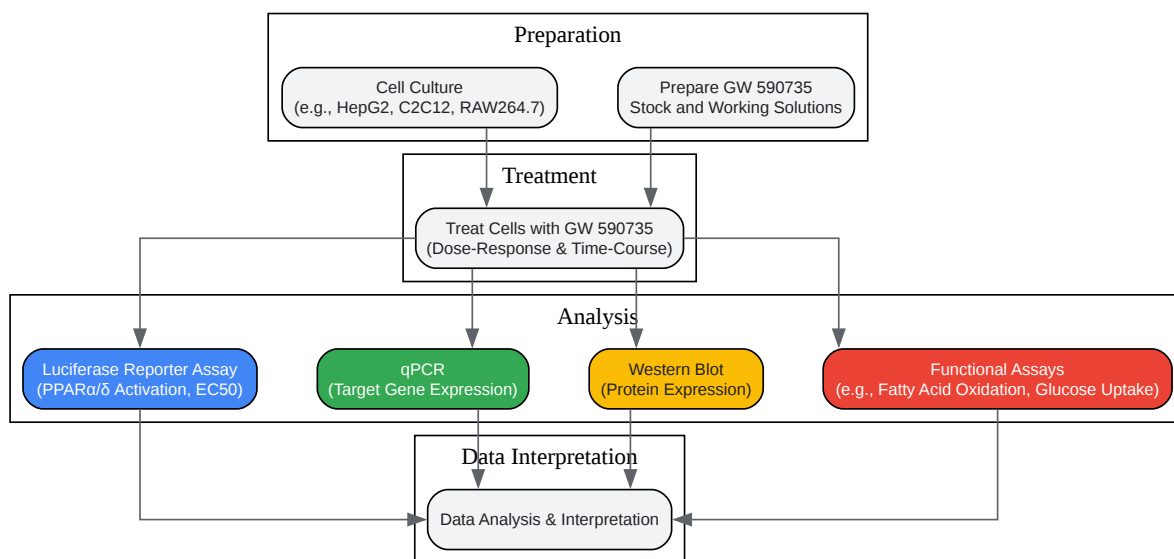 Preparation
Cell Culture
(e.g., HepG2, C2C12, RAW264.7)
Prepare GW 590735
Stock and Working Solutions
Treatment
Treat Cells with GW 590735
(Dose-Response & Time-Course)
Analysis
Luciferase Reporter Assay
(PPARα/δ Activation, EC50)
qPCR
(Target Gene Expression)
Western Blot
(Protein Expression)
Functional Assays
(e.g., Fatty Acid Oxidation, Glucose Uptake)
Data Interpretation
Data Analysis & Interpretation